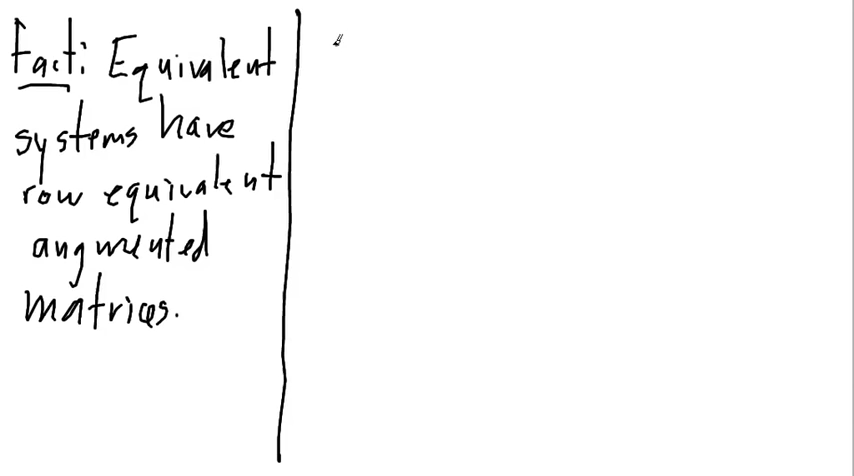 Fact: Equivalent
systems have
row equivalent
augmented
matrices.